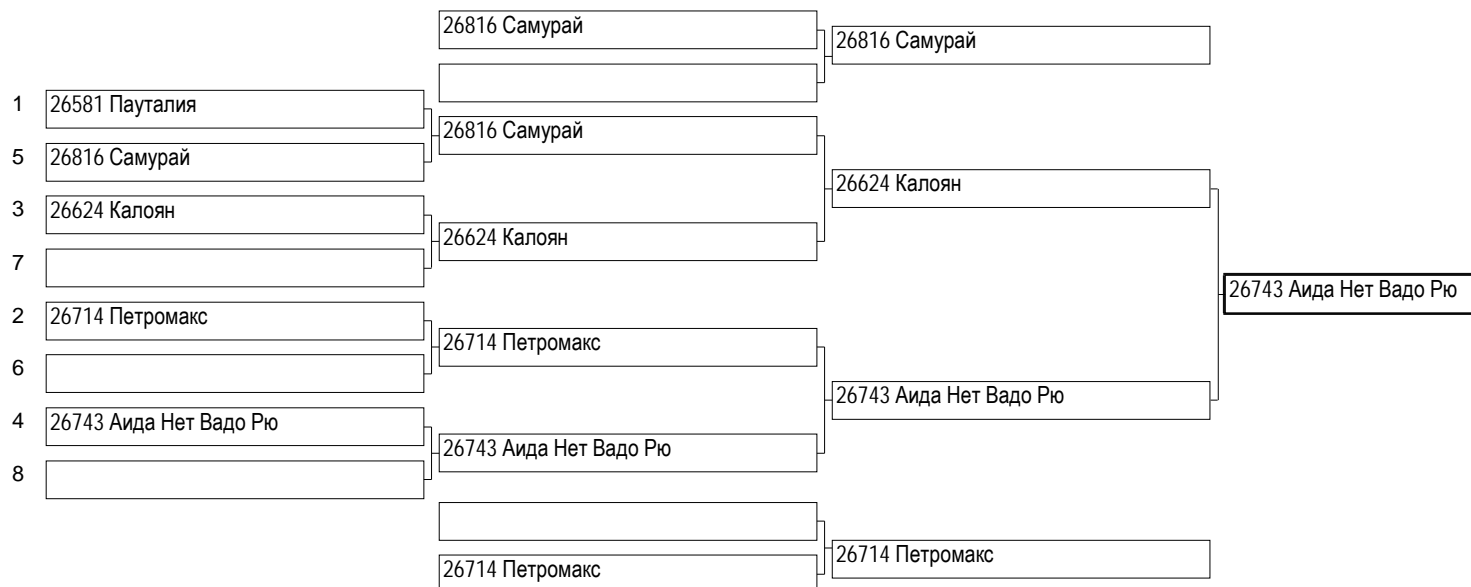 26816 Самурай
26816 Самурай
1 26581 Пауталия
26816 Самурай
5 26816 Самурай
26624 Калоян
3 26624 Калоян
26624 Калоян
7
26743 Аида Нет Вадо Рю
2 26714 Петромакс
26714 Петромакс
6
26743 Аида Нет Вадо Рю
4 26743 Аида Нет Вадо Рю
26743 Аида Нет Вадо Рю
8
26714 Петромакс
26714 Петромакс